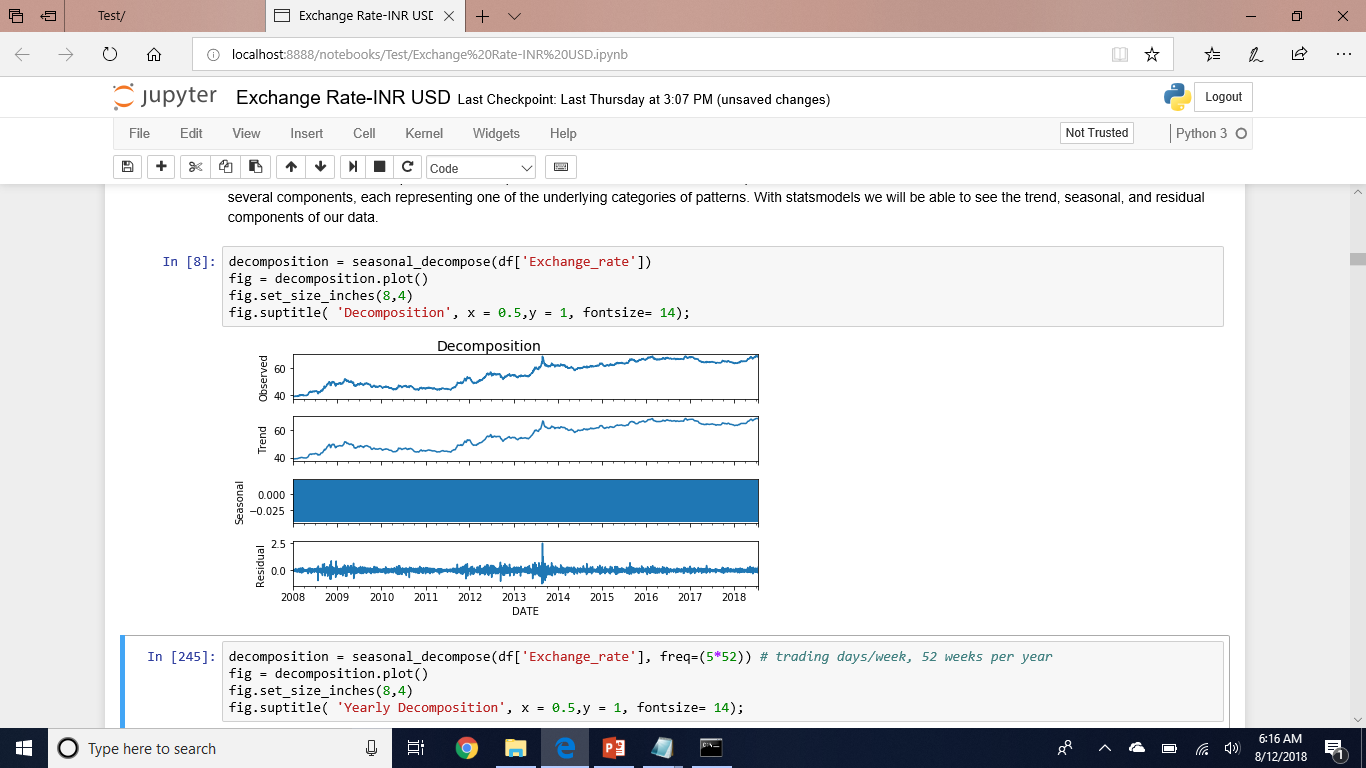 Test/
Exchange Rate-INR USD
localhost:8888/notebooks/Test/Exchange%20Rate-INR%20USD.ipynb
jupyter Exchange Rate-INR USD Last Checkpoint: Last Thursday at 3:07 PM (unsaved changes)
Logout
File Edit View Insert Cell Kernel Widgets Help
Not Trusted
Python 3
Code
several components, each representing one of the underlying categories of patterns. With statsmodels we will be able to see the trend, seasonal, and residual
components of our data.
In [8]:
decomposition = seasonal_decompose(df['Exchange_rate'])
fig = decomposition.plot()
fig.set_size_inches(8,4)
fig.suptitle( 'Decomposition', x = 0.5,y = 1, fontsize= 14);
Decomposition
Observed
60
40
Trend
60
40
Seasonal
0.000
−0.025
Residual
2.5
0.0
2008 2009 2010 2011 2012 2013 2014 2015 2016 2017 2018
DATE
In [245]:
decomposition = seasonal_decompose(df['Exchange_rate'], freq=(5*52)) # trading days/week, 52 weeks per year
fig = decomposition.plot()
fig.set_size_inches(8,4)
fig.suptitle( 'Yearly Decomposition', x = 0.5,y = 1, fontsize= 14);
Type here to search
6:16 AM
8/12/2018
1